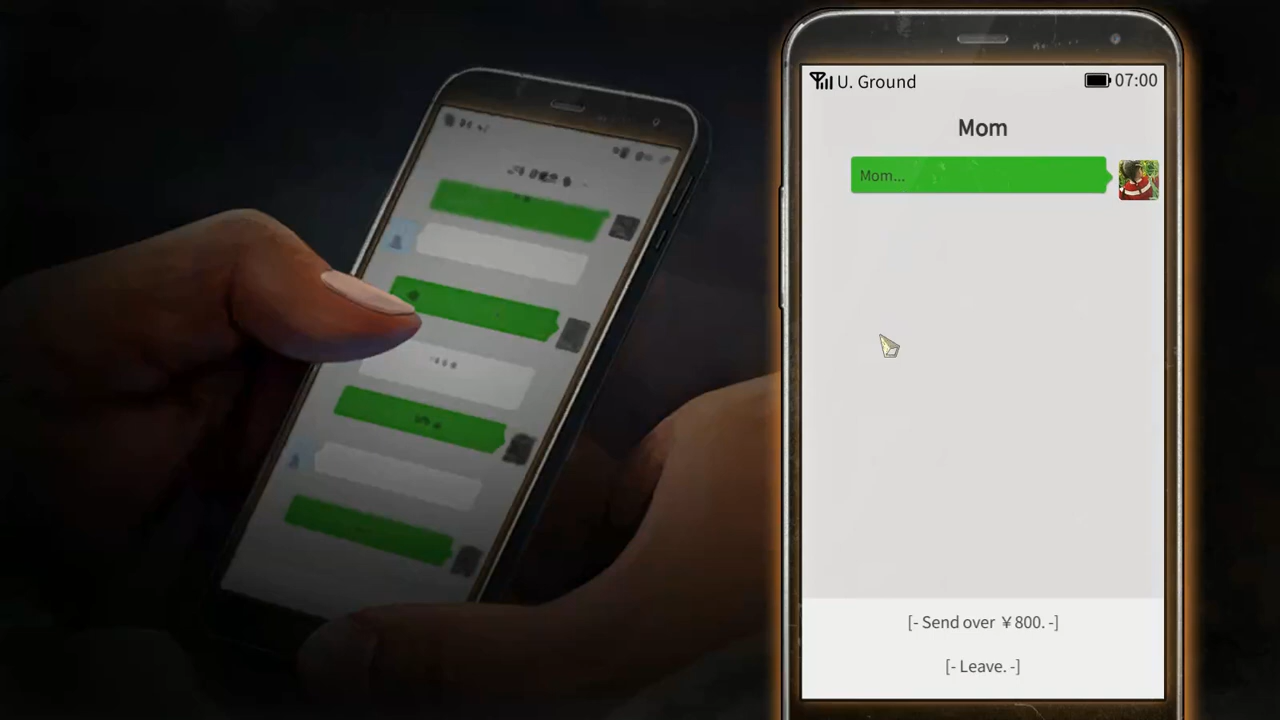 U. Ground
07:00
Mom
Mom...
[- Send over ￥800. -]
[- Leave. -]